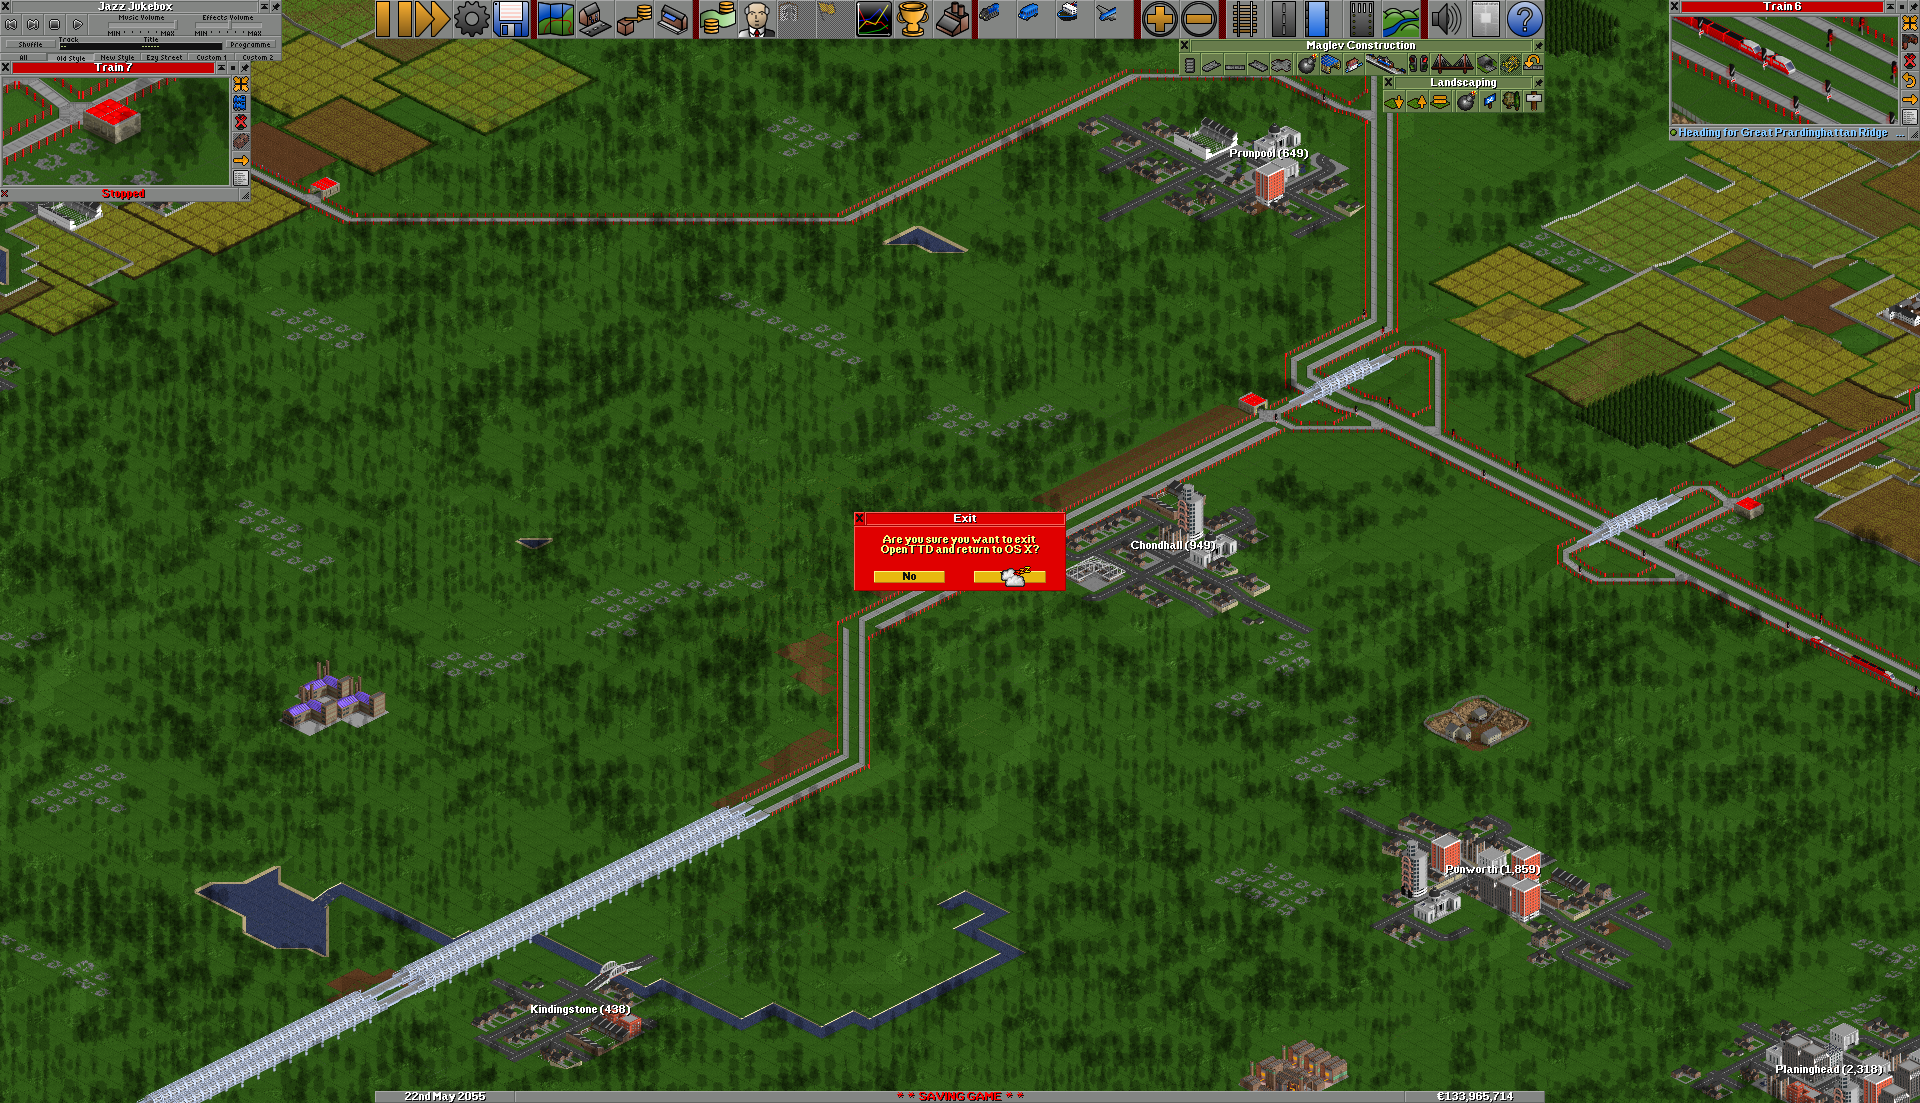 Jazz Jukebox
Music Volume
Effects Volume
MIN
MAX
MIN
MAX
Track
Title
Shuffle
Programme
All
Old Style
New Style
Ezy Street
Custom 1
Custom 2
Train 7
Stopped
Maglev Construction
Landscaping
Train 6
Heading for Great Prardinghattan Ridge
...
Prunpool (649)
Exit
Are you sure you want to exit
OpenTTD and return to OS X?
No
zz
Chondhall (949)
Punworth (1,859)
Kindingstone (438)
Planinghead (2,318)
22nd May 2055
* * SAVING GAME * *
€133,965,714